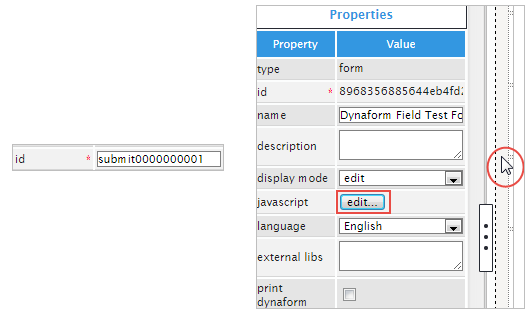 id * submit0000000001
Properties
Property Value
type form
id * 8968356885644eb4fd2
name Dynaform Field Test Fo
description
display mode edit
javascript edit...
language English
external libs
print
dynaform